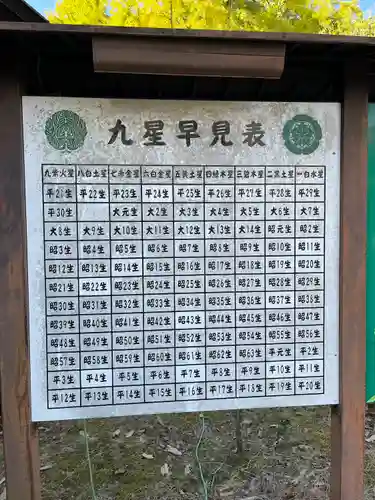 九星早見表
九紫火星 八白土星 七赤金星 六白金星 五黄土星 四緑木星 三碧木星 二黒土星 一白水星
平21生 平22生 平23生 平24生 平25生 平26生 平27生 平28生 平29生
平30生 大元生 大2生 大3生 大4生 大5生 大6生 大7生
大8生 大9生 大10生 大11生 大12生 大13生 大14生 昭元生 昭2生
昭3生 昭4生 昭5生 昭6生 昭7生 昭8生 昭9生 昭10生 昭11生
昭12生 昭13生 昭14生 昭15生 昭16生 昭17生 昭18生 昭19生 昭20生
昭21生 昭22生 昭23生 昭24生 昭25生 昭26生 昭27生 昭28生 昭29生
昭30生 昭31生 昭32生 昭33生 昭34生 昭35生 昭36生 昭37生 昭38生
昭39生 昭40生 昭41生 昭42生 昭43生 昭44生 昭45生 昭46生 昭47生
昭48生 昭49生 昭50生 昭51生 昭52生 昭53生 昭54生 昭55生 昭56生
昭57生 昭58生 昭59生 昭60生 昭61生 昭62生 昭63生 平元生 平2生
平3生 平4生 平5生 平6生 平7生 平8生 平9生 平10生 平11生
平12生 平13生 平14生 平15生 平16生 平17生 平18生 平19生 平20生